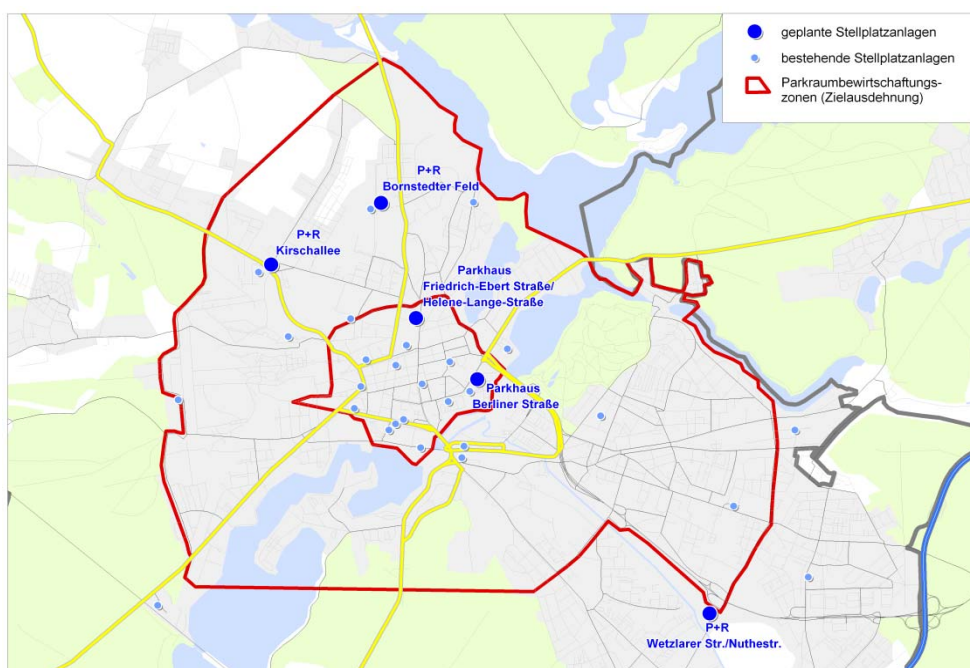 geplante Stellplatzanlagen
bestehende Stellplatzanlagen
Parkraumbewirtschaftungs-
zonen (Zielausdehnung)
P+R
Bornstedter Feld
P+R
Kirschallee
Parkhaus
Friedrich-Ebert Straße/
Helene-Lange-Straße
Parkhaus
Berliner Straße
P+R
Wetzlarer Str./Nuthestr.